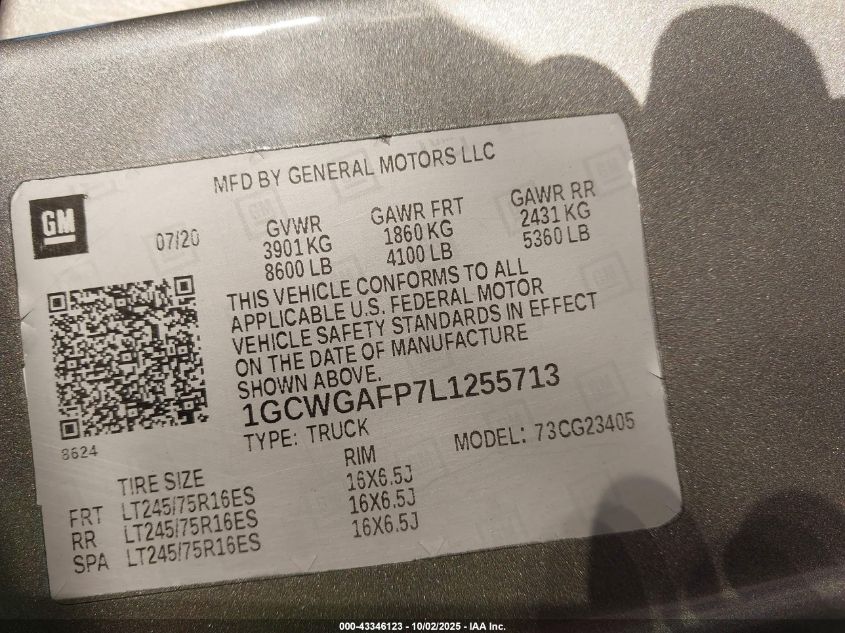 MFD BY GENERAL MOTORS LLC
GM
07/20
GVWR GAWR FRT GAWR RR
3901 KG 1860 KG 2431 KG
8600 LB 4100 LB 5360 LB
THIS VEHICLE CONFORMS TO ALL
APPLICABLE U.S. FEDERAL MOTOR
VEHICLE SAFETY STANDARDS IN EFFECT
ON THE DATE OF MANUFACTURE
SHOWN ABOVE.
1GCWGAFP7L1255713
TYPE: TRUCK MODEL: 73CG23405
8624
TIRE SIZE RIM
FRT LT245/75R16ES 16X6.5J
RR LT245/75R16ES 16X6.5J
SPA LT245/75R16ES 16X6.5J
000-43346123 - 10/02/2025 - IAA Inc.